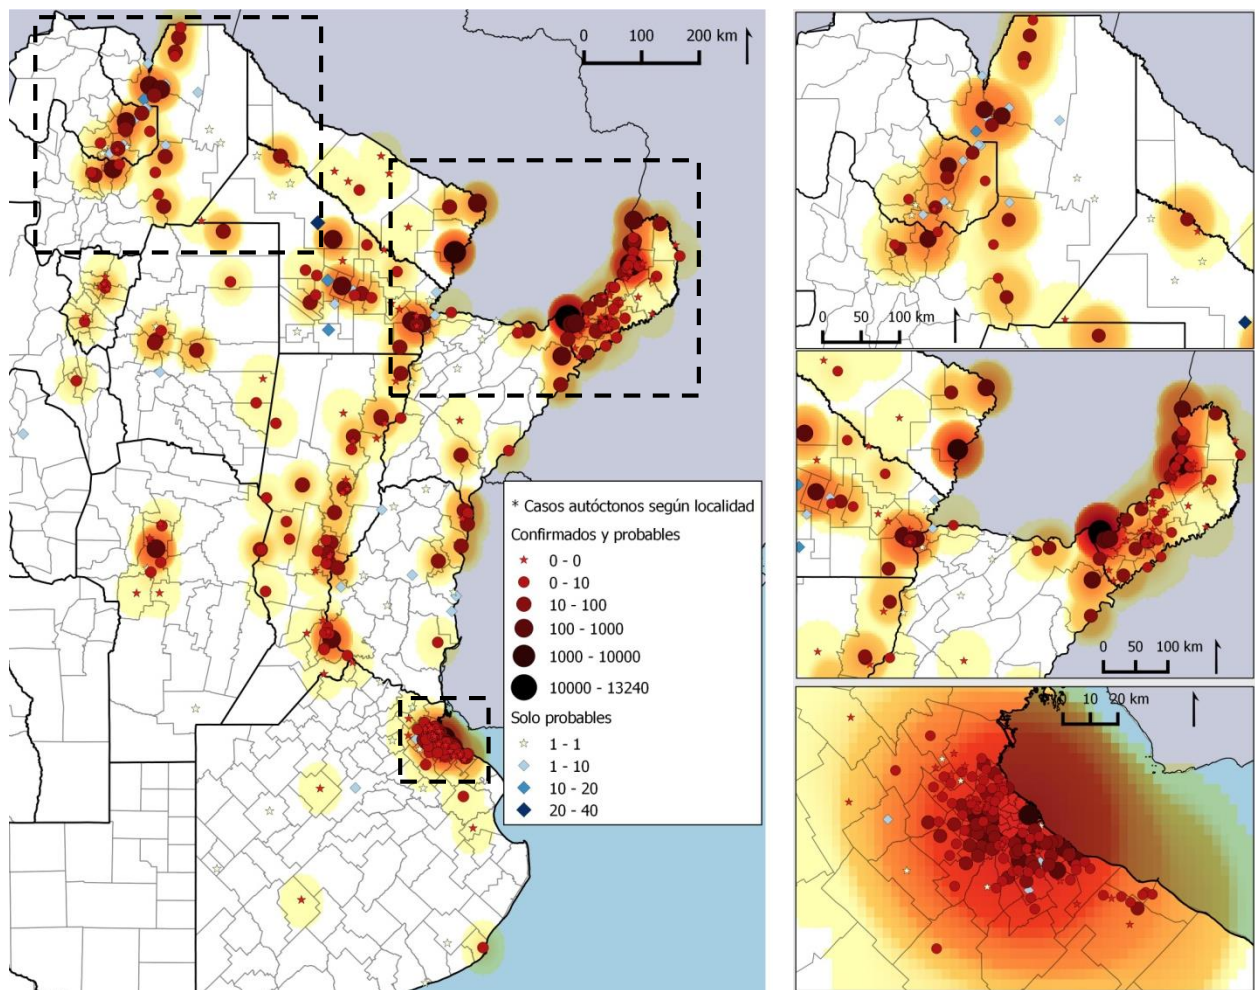 0 100 200 km
* Casos autóctonos según localidad
Confirmados y probables
0 - 0
0 - 10
10 - 100
100 - 1000
1000 - 10000
10000 - 13240
Solo probables
1 - 1
1 - 10
10 - 20
20 - 40
0 50 100 km
0 50 100 km
10 20 km